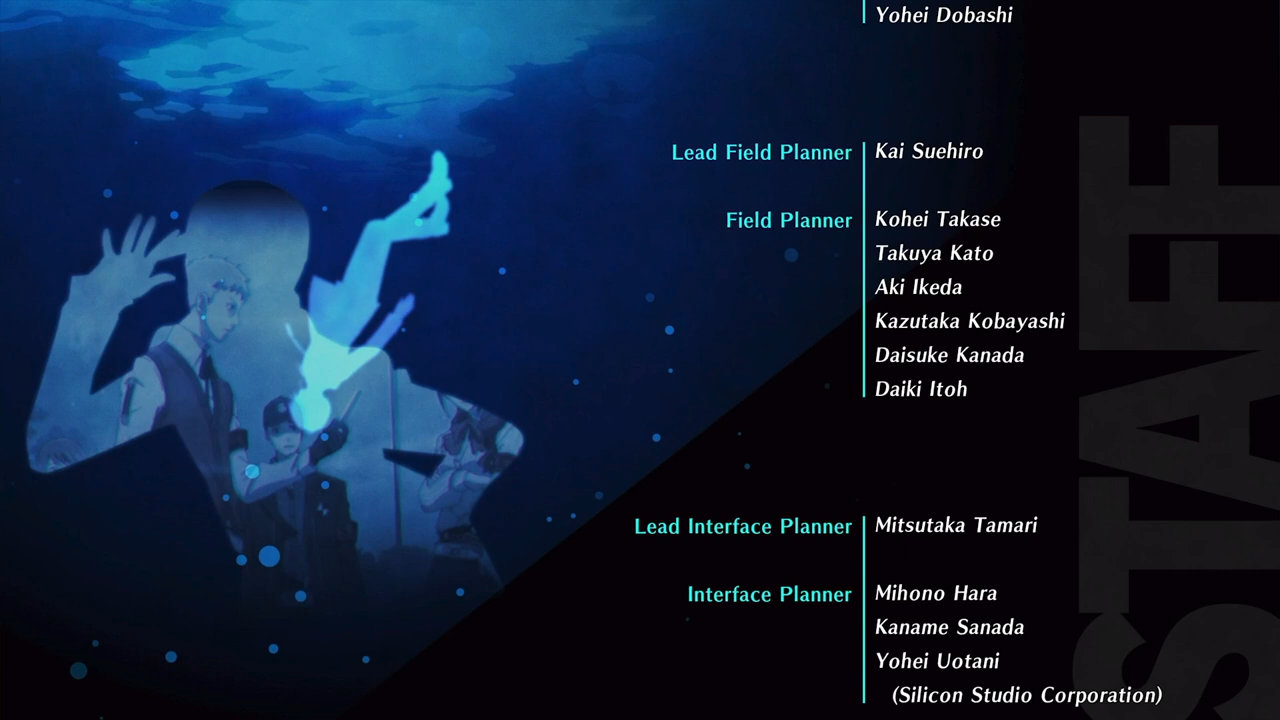 Yohei Dobashi
Lead Field Planner Kai Suehiro
Field Planner Kohei Takase
Takuya Kato
Aki Ikeda
Kazutaka Kobayashi
Daisuke Kanada
Daiki Itoh
Lead Interface Planner Mitsutaka Tamari
Interface Planner Mihono Hara
Kaname Sanada
Yohei Uotani
(Silicon Studio Corporation)
STAFF